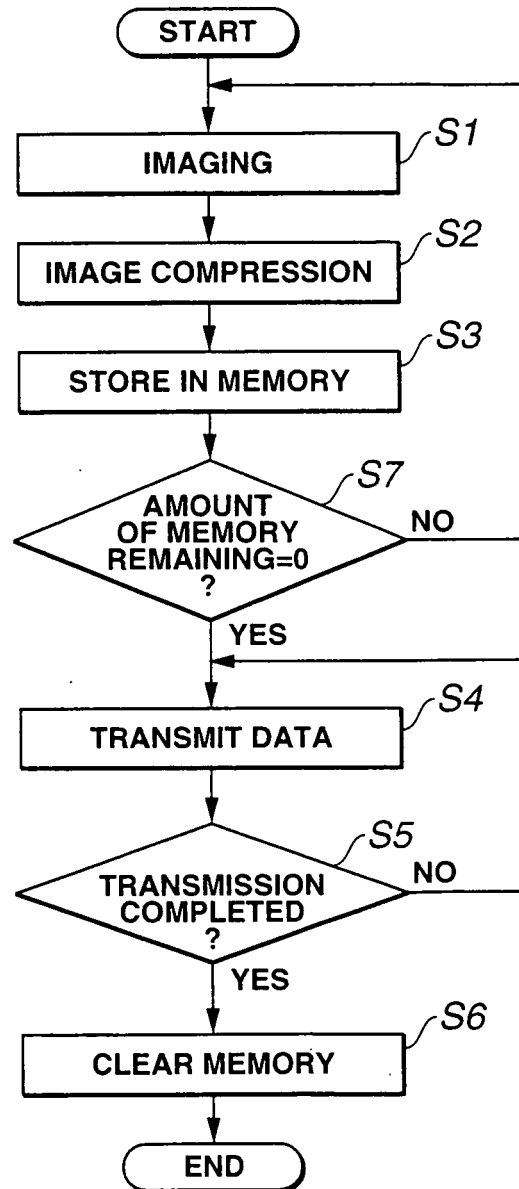 START
S1
IMAGING
S2
IMAGE COMPRESSION
S3
STORE IN MEMORY
S7
AMOUNT
OF MEMORY
REMAINING=0
?
NO
YES
S4
TRANSMIT DATA
S5
TRANSMISSION
COMPLETED
?
NO
YES
S6
CLEAR MEMORY
END